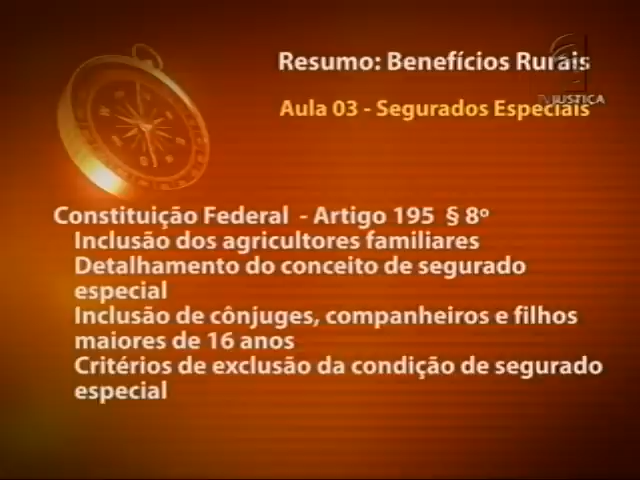 Resumo: Benefícios Rurais
Aula 03 - Segurados Especiais
TV JUSTIÇA
Constituição Federal - Artigo 195 § 8º
Inclusão dos agricultores familiares
Detalhamento do conceito de segurado
especial
Inclusão de cônjuges, companheiros e filhos
maiores de 16 anos
Critérios de exclusão da condição de segurado
especial